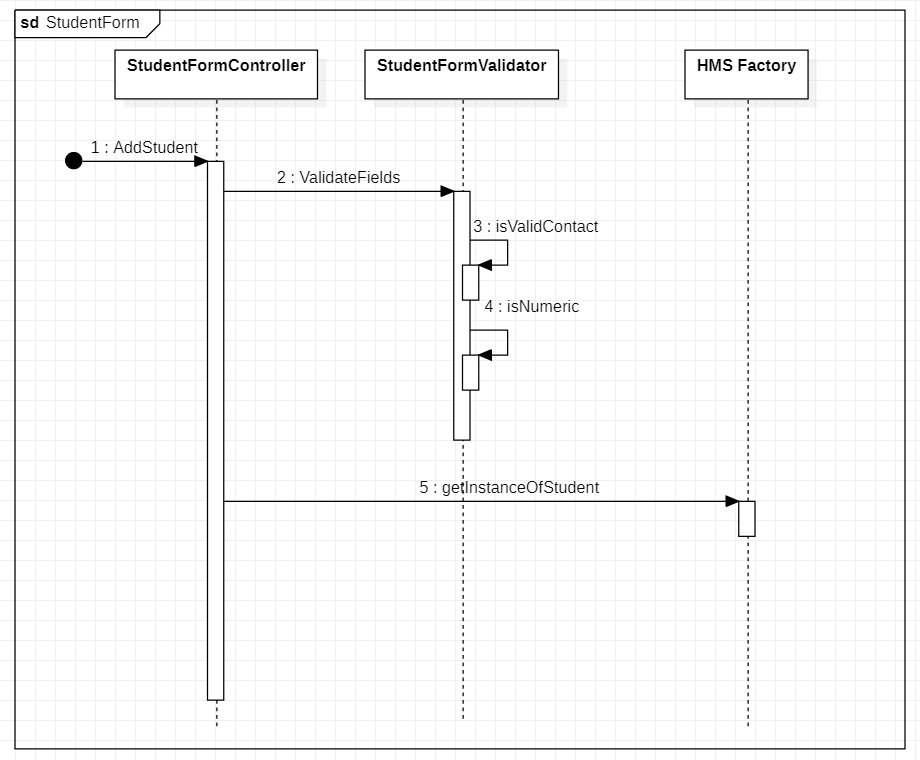 sd StudentForm
StudentFormController
StudentFormValidator
HMS Factory
1 : AddStudent
2 : ValidateFields
3 : isValidContact
4 : isNumeric
5 : getInstanceOfStudent